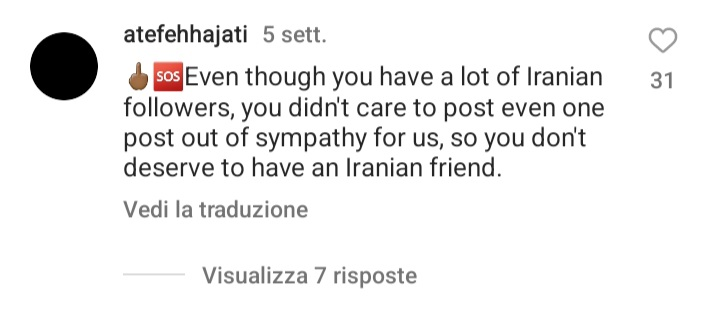 atefehhajati 5 sett.
🖕🏾🆘Even though you have a lot of Iranian
followers, you didn't care to post even one
post out of sympathy for us, so you don't
deserve to have an Iranian friend.
31
Vedi la traduzione
Visualizza 7 risposte